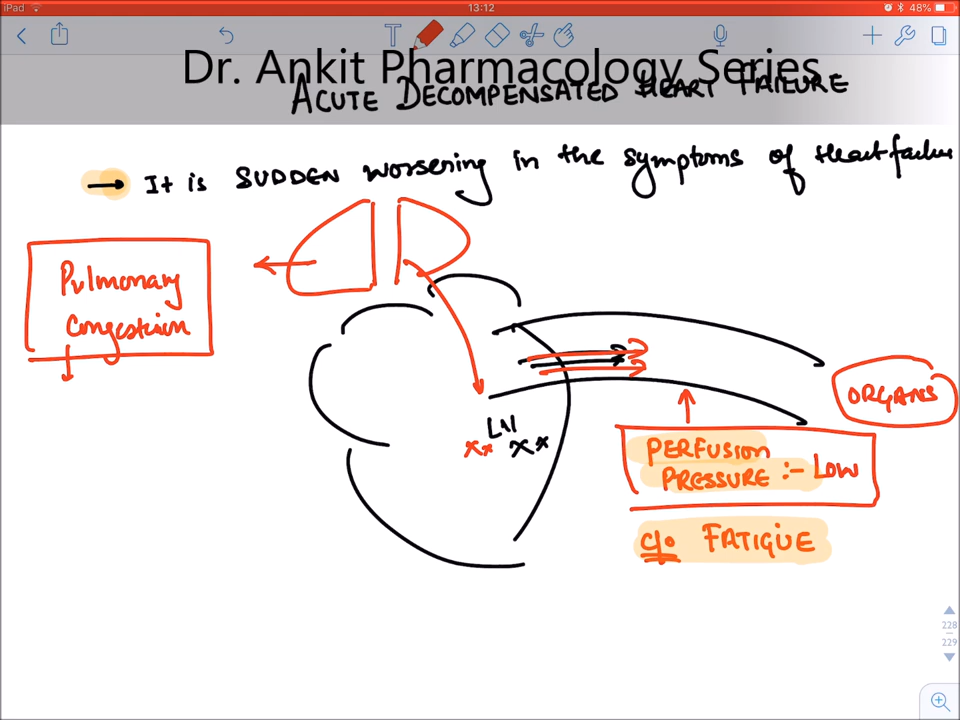 iPad
13:12
48%
Dr. Ankit Pharmacology Series
ACUTE DECOMPENSATED HEART FAILURE
It is SUDDEN worsering in the symptoms of Heart failure
Pulmonary
Congestion
ORGANS
LV
PERFUSION
PRESSURE :- LOW
c/o FATIGUE
228
229